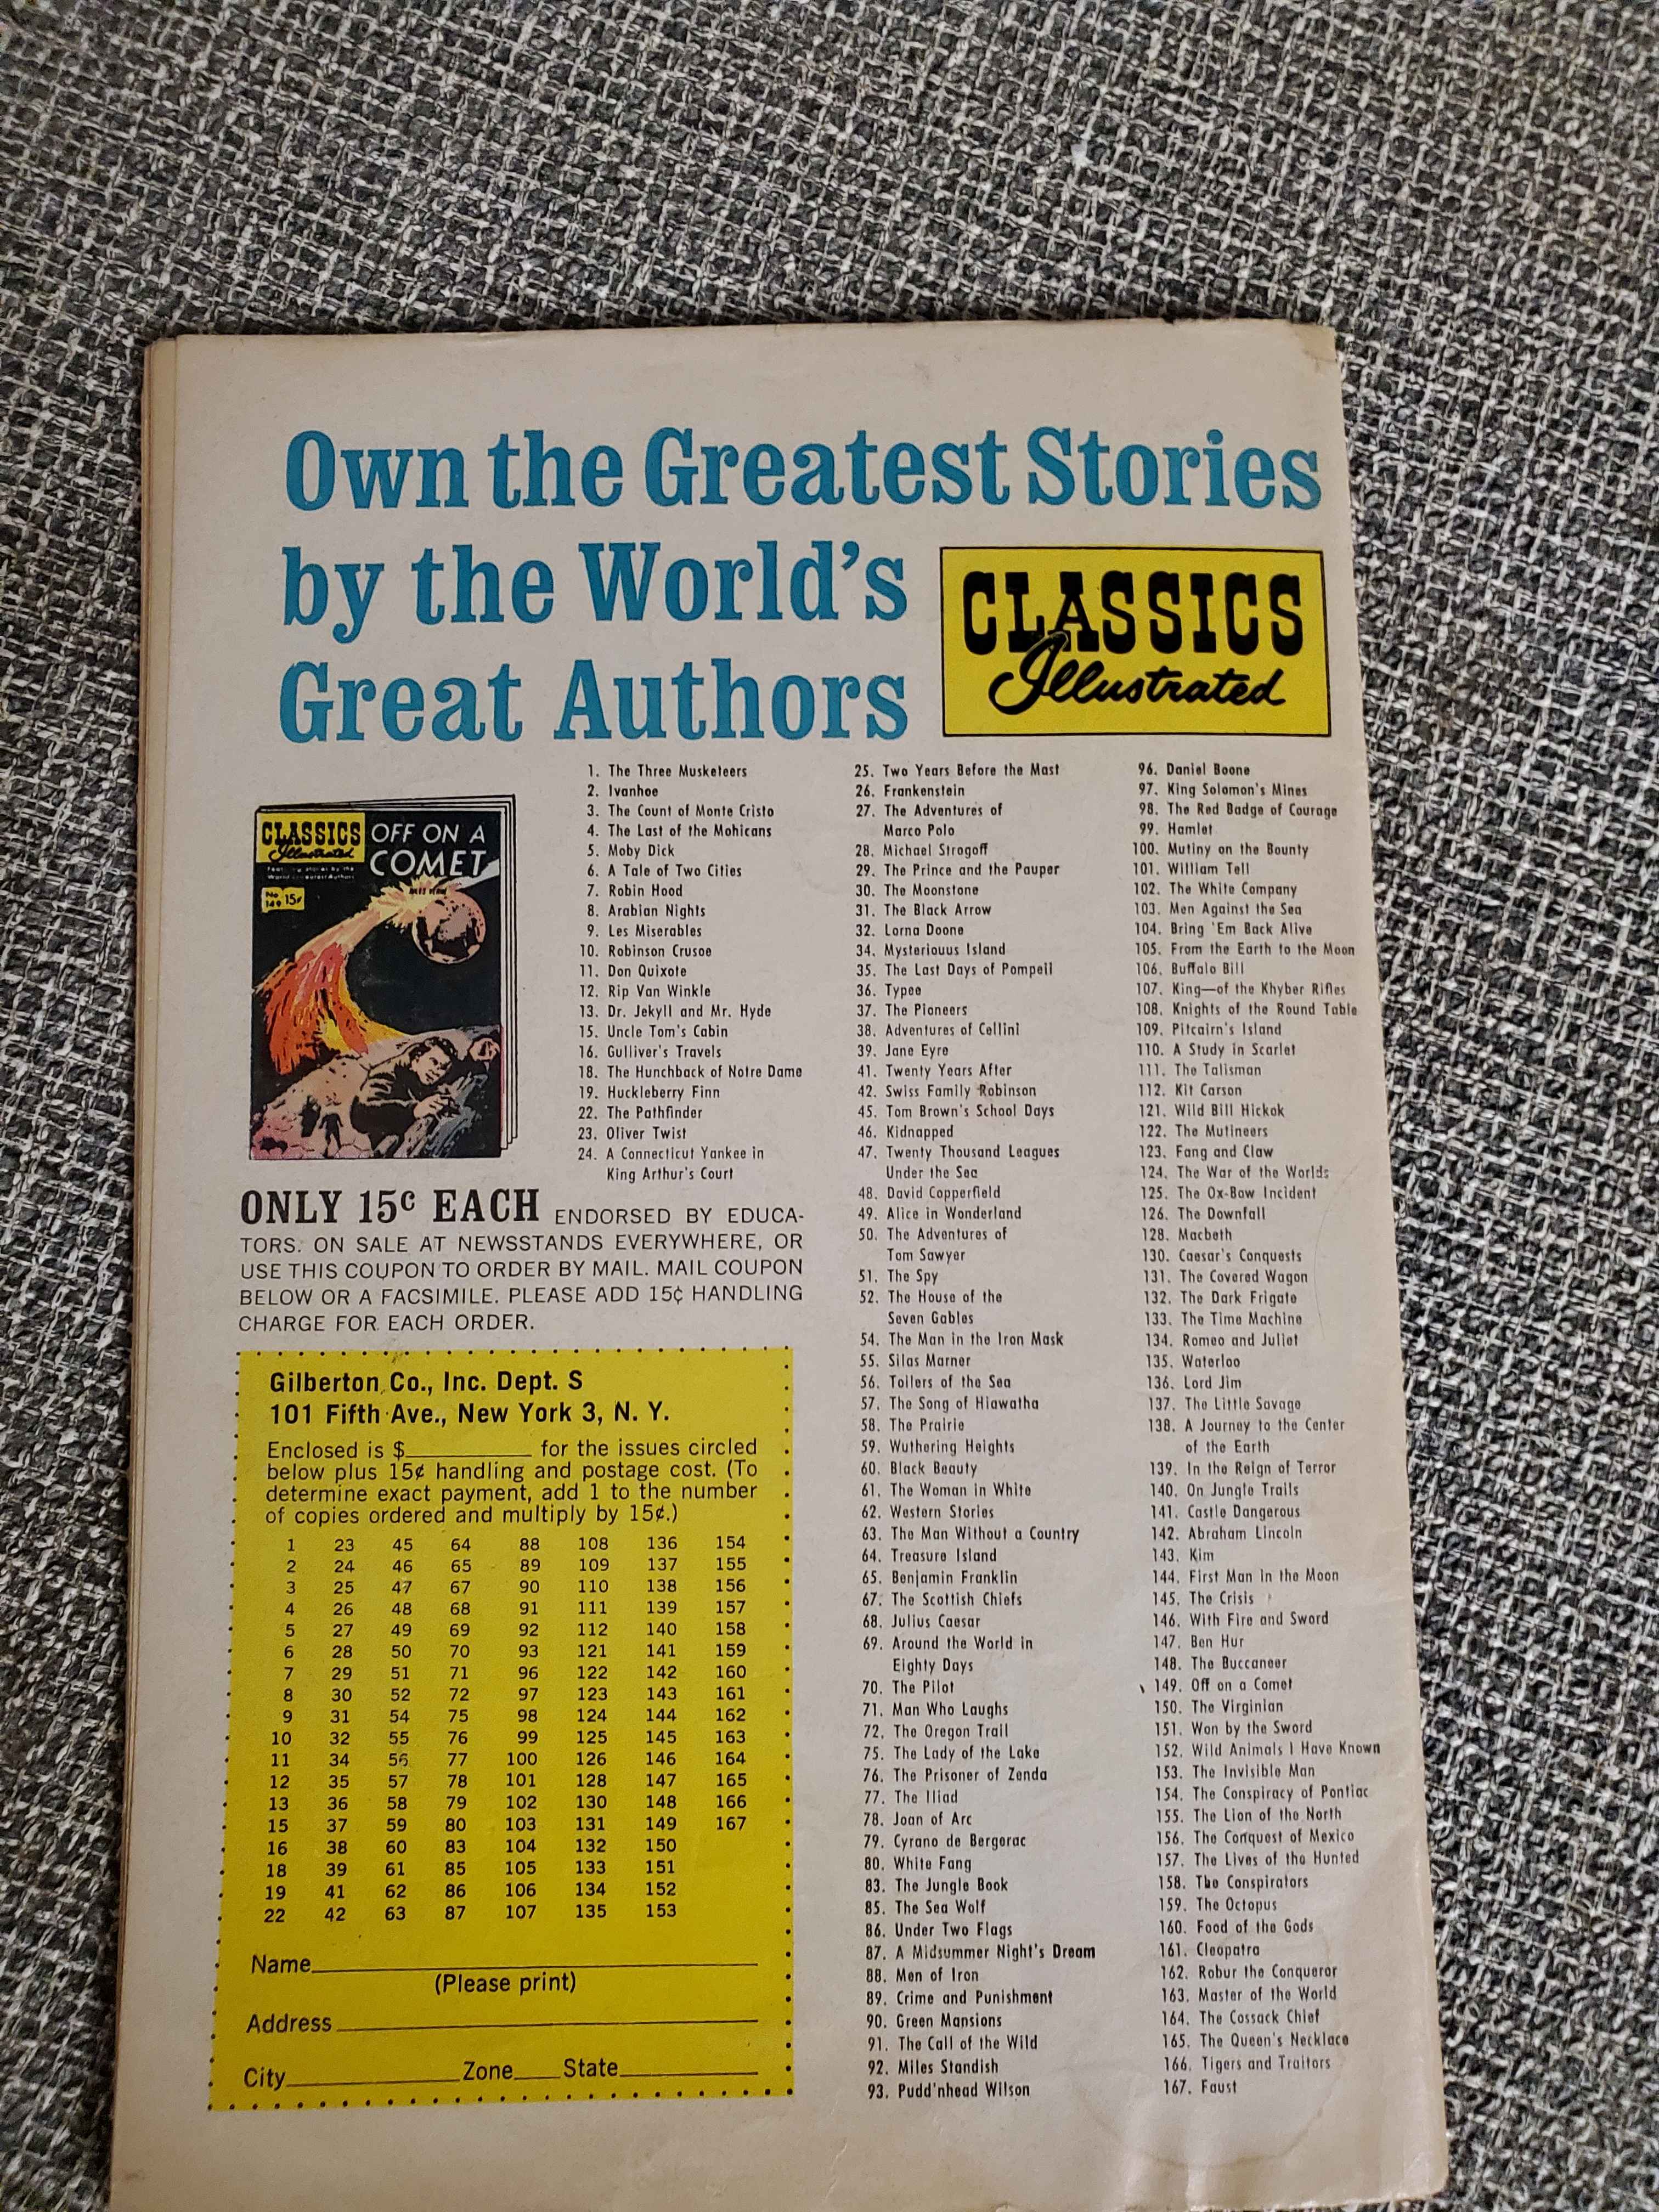 Own the Greatest Stories
by the World's
Great Authors
CLASSICS
Illustrated
CLASSICS
Illustrated
OFF ON A
COMET
No. 149
15¢
1. The Three Musketeers
2. Ivanhoe
3. The Count of Monte Cristo
4. The Last of the Mohicans
5. Moby Dick
6. A Tale of Two Cities
7. Robin Hood
8. Arabian Nights
9. Les Miserables
10. Robinson Crusoe
11. Don Quixote
12. Rip Van Winkle
13. Dr. Jekyll and Mr. Hyde
15. Uncle Tom's Cabin
16. Gulliver's Travels
18. The Hunchback of Notre Dame
19. Huckleberry Finn
22. The Pathfinder
23. Oliver Twist
24. A Connecticut Yankee in
King Arthur's Court
ONLY 15¢ EACH ENDORSED BY EDUCA-
TORS. ON SALE AT NEWSSTANDS EVERYWHERE, OR
USE THIS COUPON TO ORDER BY MAIL. MAIL COUPON
BELOW OR A FACSIMILE. PLEASE ADD 15¢ HANDLING
CHARGE FOR EACH ORDER.
Gilberton Co., Inc. Dept. S
101 Fifth Ave., New York 3, N. Y.
Enclosed is $__________ for the issues circled
below plus 15¢ handling and postage cost. (To
determine exact payment, add 1 to the number
of copies ordered and multiply by 15¢.)
1 23 45 64 88 108 136 154
2 24 46 65 89 109 137 155
3 25 47 67 90 110 138 156
4 26 48 68 91 111 139 157
5 27 49 69 92 112 140 158
6 28 50 70 93 121 141 159
7 29 51 71 96 122 142 160
8 30 52 72 97 123 143 161
9 31 54 75 98 124 144 162
10 32 55 76 99 125 145 163
11 34 56 77 100 126 146 164
12 35 57 78 101 128 147 165
13 36 58 79 102 130 148 166
15 37 59 80 103 131 149 167
16 38 60 83 104 132 150
18 39 61 85 105 133 151
19 41 62 86 106 134 152
22 42 63 87 107 135 153
Name__________
(Please print)
Address__________
City__________Zone____State__________
25. Two Years Before the Mast
26. Frankenstein
27. The Adventures of
Marco Polo
28. Michael Strogoff
29. The Prince and the Pauper
30. The Moonstone
31. The Black Arrow
32. Lorna Doone
34. Mysteriouus Island
35. The Last Days of Pompeii
36. Typee
37. The Pioneers
38. Adventures of Cellini
39. Jane Eyre
41. Twenty Years After
42. Swiss Family Robinson
45. Tom Brown's School Days
46. Kidnapped
47. Twenty Thousand Leagues
Under the Sea
48. David Copperfield
49. Alice in Wonderland
50. The Adventures of
Tom Sawyer
51. The Spy
52. The House of the
Seven Gables
54. The Man in the Iron Mask
55. Silas Marner
56. Toilers of the Sea
57. The Song of Hiawatha
58. The Prairie
59. Wuthering Heights
60. Black Beauty
61. The Woman in White
62. Western Stories
63. The Man Without a Country
64. Treasure Island
65. Benjamin Franklin
67. The Scottish Chiefs
68. Julius Caesar
69. Around the World in
Eighty Days
70. The Pilot
71. Man Who Laughs
72. The Oregon Trail
75. The Lady of the Lake
76. The Prisoner of Zenda
77. The Iliad
78. Joan of Arc
79. Cyrano de Bergerac
80. White Fang
83. The Jungle Book
85. The Sea Wolf
86. Under Two Flags
87. A Midsummer Night's Dream
88. Men of Iron
89. Crime and Punishment
90. Green Mansions
91. The Call of the Wild
92. Miles Standish
93. Pudd'nhead Wilson
96. Daniel Boone
97. King Solomon's Mines
98. The Red Badge of Courage
99. Hamlet
100. Mutiny on the Bounty
101. William Tell
102. The White Company
103. Men Against the Sea
104. Bring 'Em Back Alive
105. From the Earth to the Moon
106. Buffalo Bill
107. King—of the Khyber Rifles
108. Knights of the Round Table
109. Pitcairn's Island
110. A Study in Scarlet
111. The Talisman
112. Kit Carson
121. Wild Bill Hickok
122. The Mutineers
123. Fang and Claw
124. The War of the Worlds
125. The Ox-Bow Incident
126. The Downfall
128. Macbeth
130. Caesar's Conquests
131. The Covered Wagon
132. The Dark Frigate
133. The Time Machine
134. Romeo and Juliet
135. Waterloo
136. Lord Jim
137. The Little Savage
138. A Journey to the Center
of the Earth
139. In the Reign of Terror
140. On Jungle Trails
141. Castle Dangerous
142. Abraham Lincoln
143. Kim
144. First Man in the Moon
145. The Crisis
146. With Fire and Sword
147. Ben Hur
148. The Buccaneer
149. Off on a Comet
150. The Virginian
151. Won by the Sword
152. Wild Animals I Have Known
153. The Invisible Man
154. The Conspiracy of Pontiac
155. The Lion of the North
156. The Conquest of Mexico
157. The Lives of the Hunted
158. The Conspirators
159. The Octopus
160. Food of the Gods
161. Cleopatra
162. Robur the Conqueror
163. Master of the World
164. The Cossack Chief
165. The Queen's Necklace
166. Tigers and Traitors
167. Faust